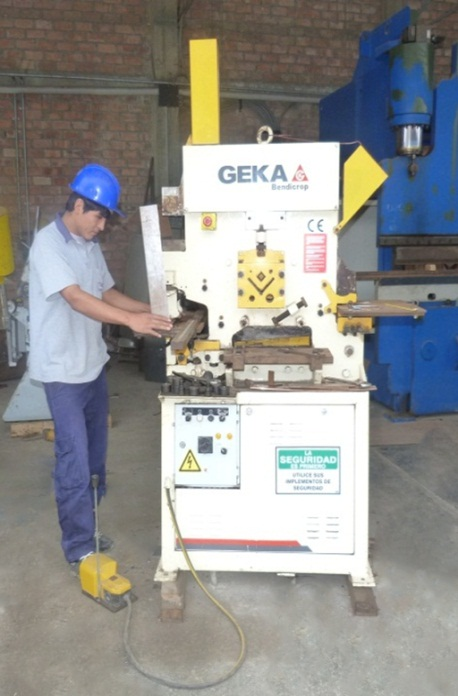 GEKA
Bendicrop
CE
LA
SEGURIDAD
ES PRIMERO
UTILICE SUS
IMPLEMENTOS DE
SEGURIDAD